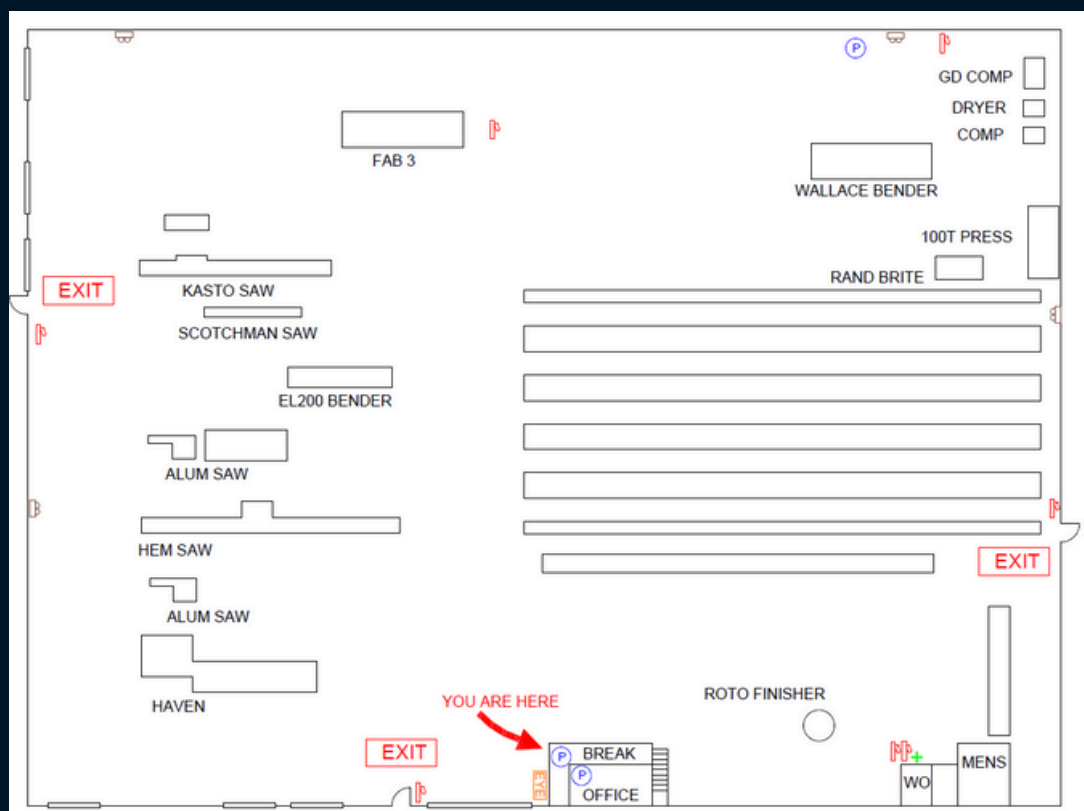 P
GD COMP
DRYER
COMP
FAB 3
WALLACE BENDER
100T PRESS
RAND BRITE
EXIT
KASTO SAW
SCOTCHMAN SAW
EL200 BENDER
ALUM SAW
HEM SAW
EXIT
ALUM SAW
HAVEN
YOU ARE HERE
ROTO FINISHER
EXIT
P
BREAK
P
OFFICE
EYE
WO
MENS